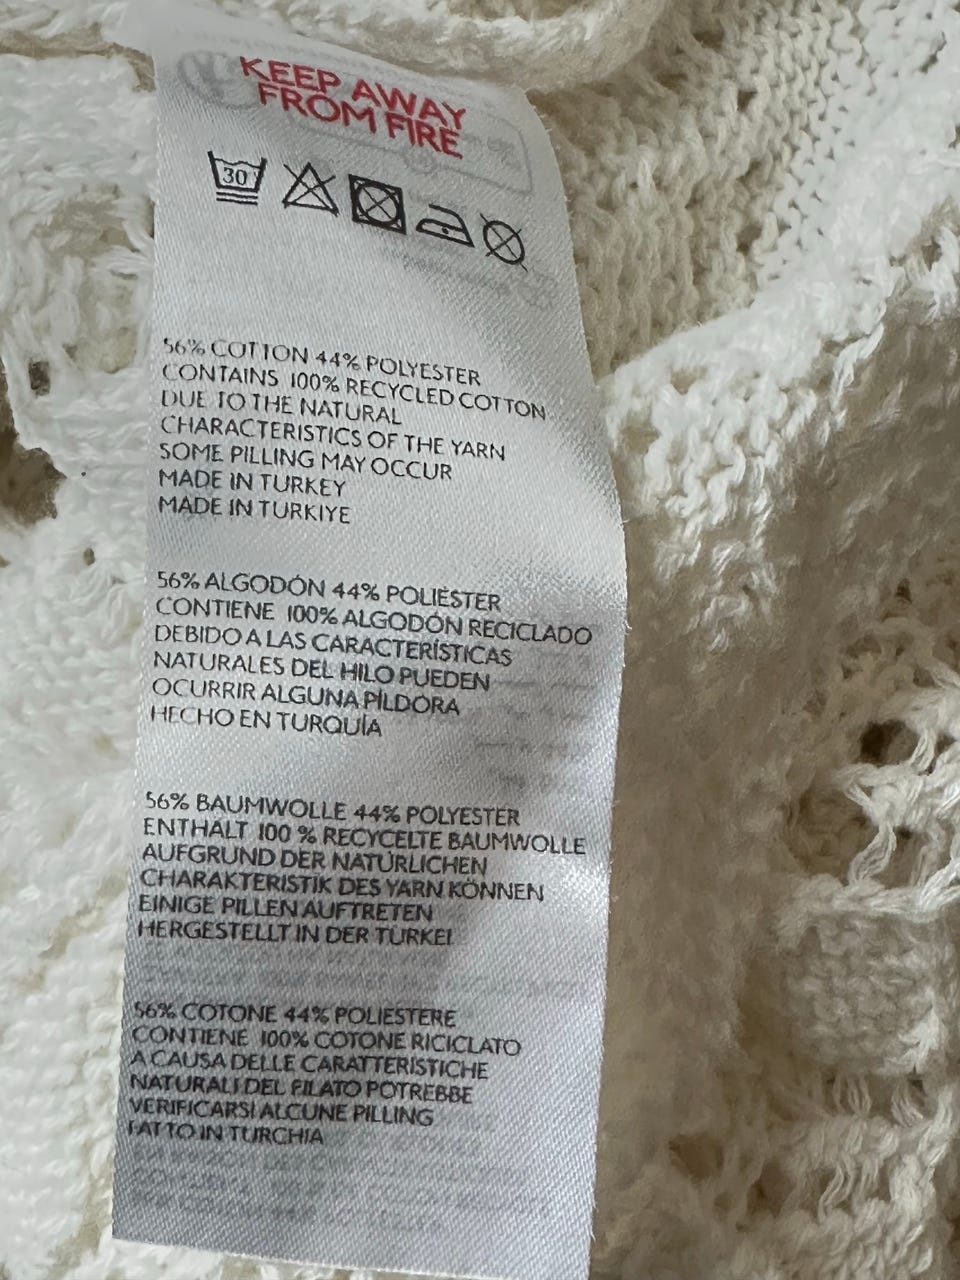 KEEP AWAY
FROM FIRE
30
56% COTTON 44% POLYESTER
CONTAINS 100% RECYCLED COTTON
DUE TO THE NATURAL
CHARACTERISTICS OF THE YARN
SOME PILLING MAY OCCUR
MADE IN TURKEY
MADE IN TURKIYE
56% ALGODÓN 44% POLIÉSTER
CONTIENE 100% ALGODÓN RECICLADO
DEBIDO A LAS CARACTERÍSTICAS
NATURALES DEL HILO PUEDEN
OCURRIR ALGUNA PÍLDORA
HECHO EN TURQUÍA
56% BAUMWOLLE 44% POLYESTER
ENTHALT 100 % RECYCELTE BAUMWOLLE
AUFGRUND DER NATÜRLICHEN
CHARAKTERISTIK DES YARN KÖNNEN
EINIGE PILLEN AUFTRETEN
HERGESTELLT IN DER TÜRKEI
56% COTONE 44% POLIESTERE
CONTIENE 100% COTONE RICICLATO
A CAUSA DELLE CARATTERISTICHE
NATURALI DEL FILATO POTREBBE
VERIFICARSI ALCUNE PILLING
FATTO IN TURCHIA